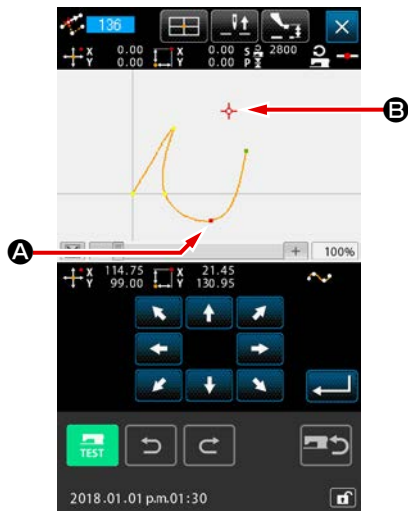 136
X 0.00 X 0.00 S 2800
Y 0.00 Y 0.00 P
B
A
100%
X 114.75 X 21.45
Y 99.00 Y 130.95
TEST
2018.01.01 p.m.01:30